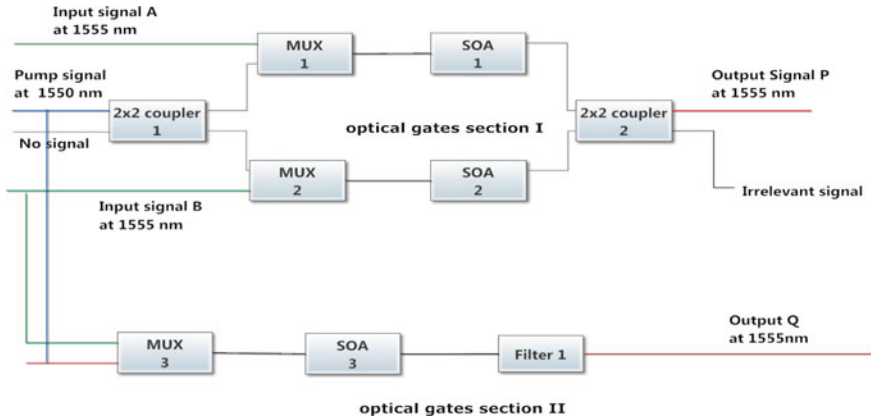 Input signal A
at 1555 nm
MUX
1
SOA
1
Pump signal
at 1550 nm
2x2 coupler
1
No signal
optical gates section I
2x2 coupler
2
Output Signal P
at 1555 nm
MUX
2
SOA
2
Irrelevant signal
Input signal B
at 1555 nm
MUX
3
SOA
3
Filter 1
Output Q
at 1555nm
optical gates section II